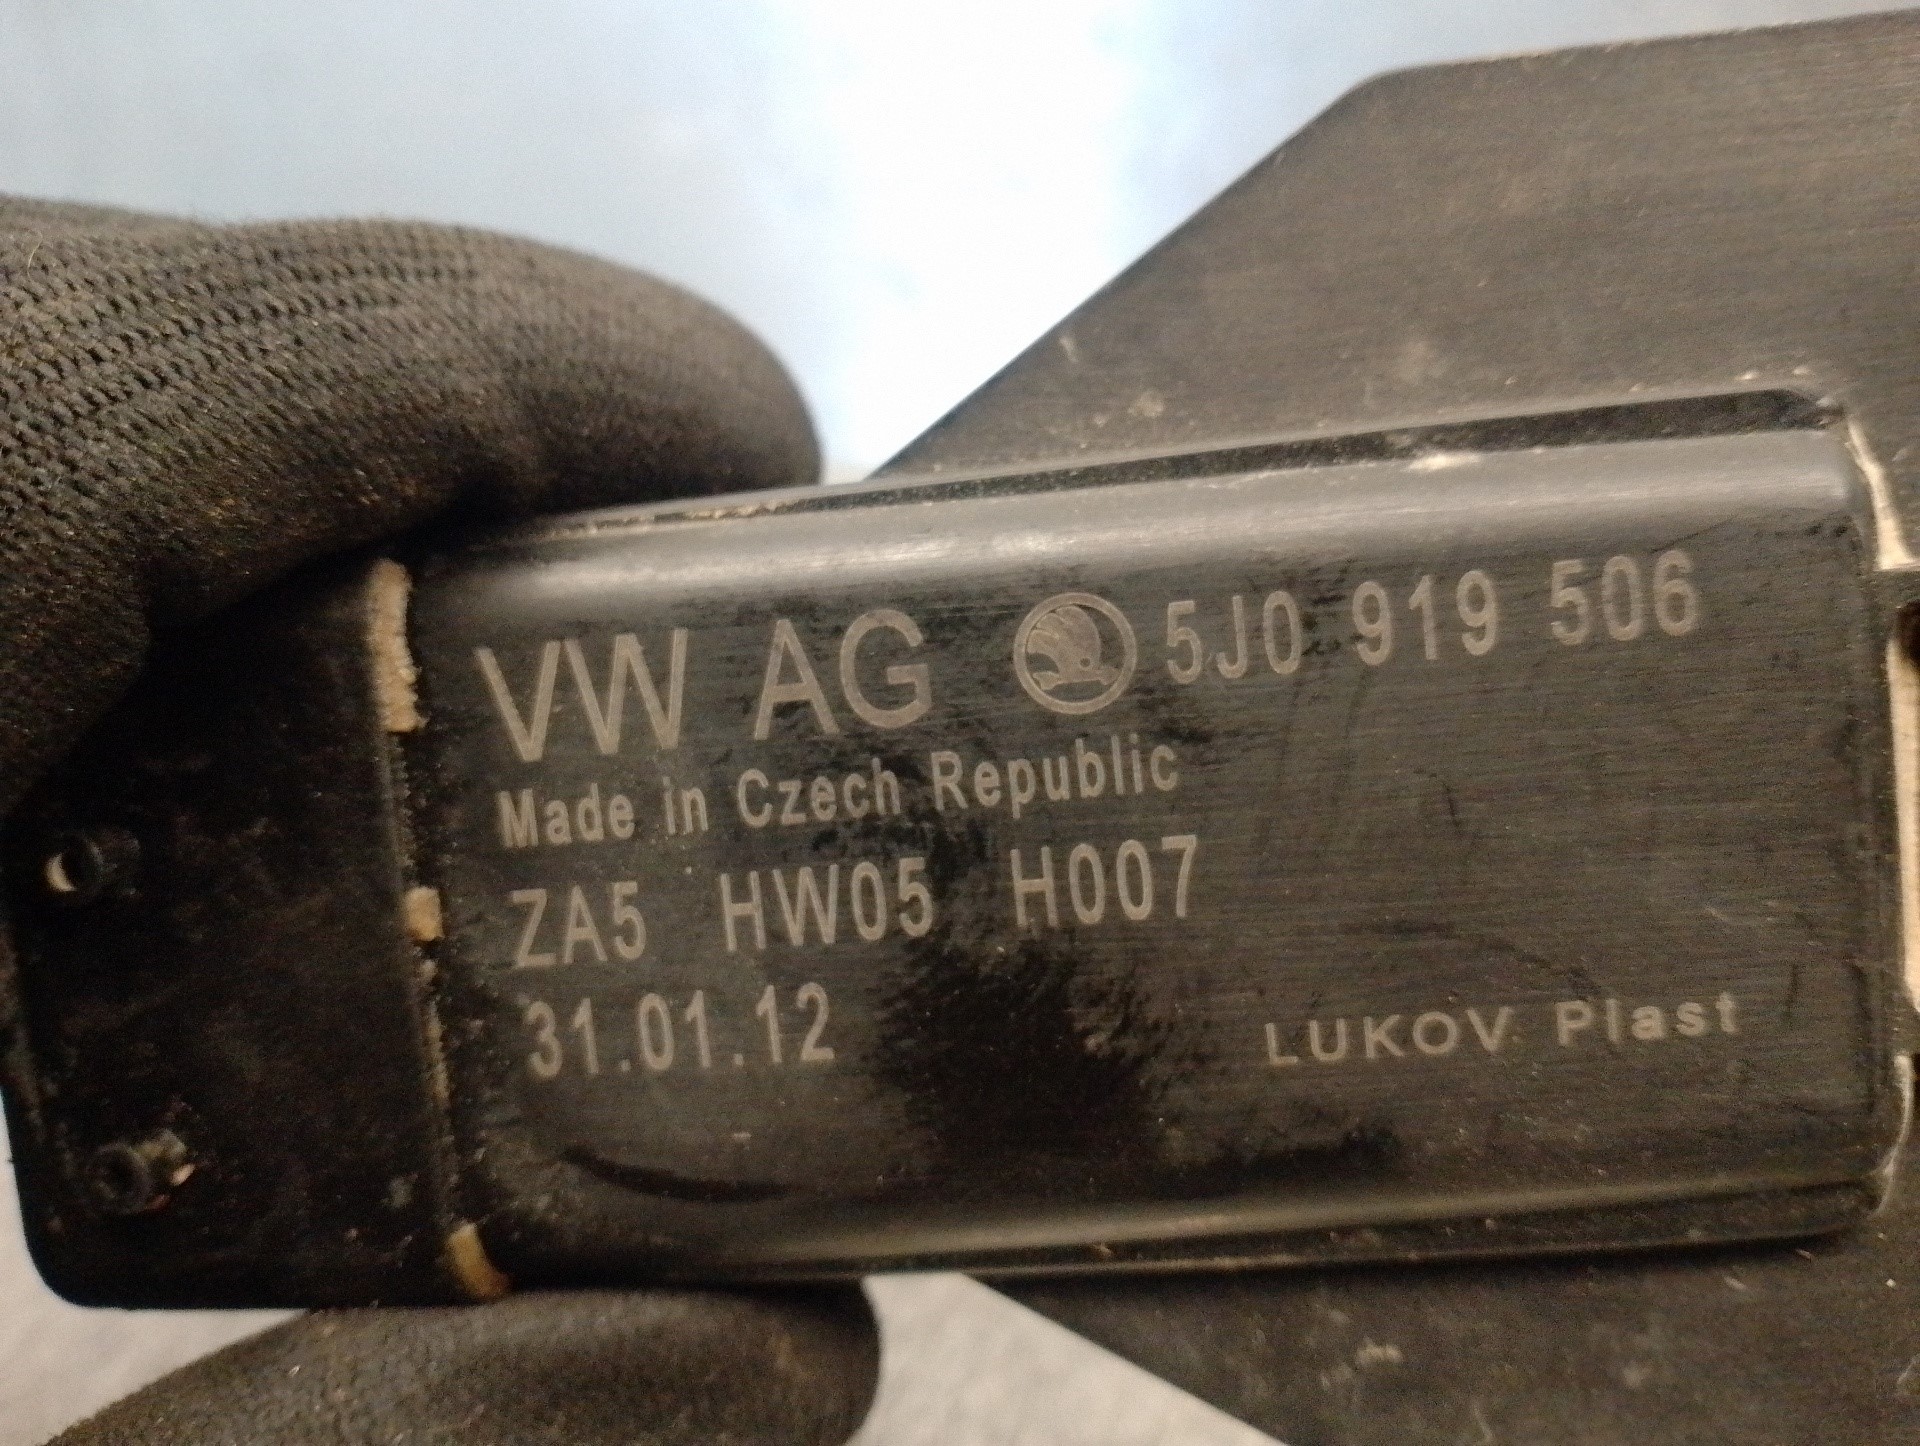 VW AG 5J0 919 506
Made in Czech Republic
ZA5 HW05 H007
31.01.12
LUKOV Plast